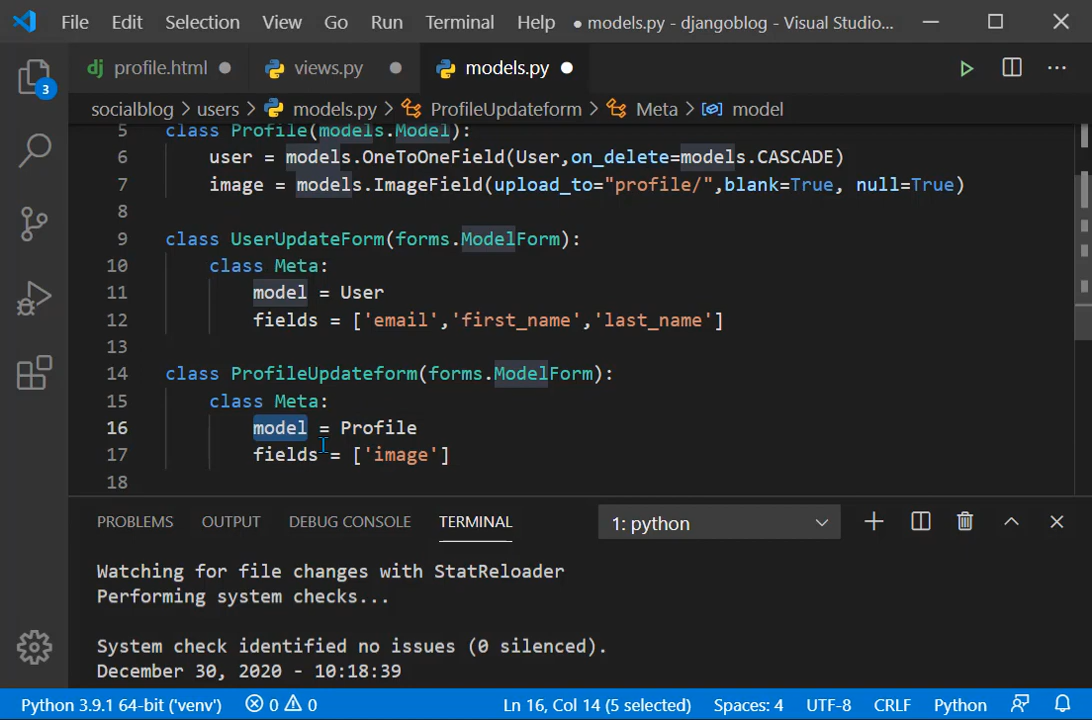 File Edit Selection View Go Run Terminal Help ● models.py - djangoblog - Visual Studio...
dj profile.html ● views.py ● models.py ●
3
socialblog > users > models.py > ProfileUpdateform > Meta > model
5 class Profile(models.Model):
6 user = models.OneToOneField(User,on_delete=models.CASCADE)
7 image = models.ImageField(upload_to="profile/",blank=True, null=True)
8
9 class UserUpdateForm(forms.ModelForm):
10 class Meta:
11 model = User
12 fields = ['email','first_name','last_name']
13
14 class ProfileUpdateform(forms.ModelForm):
15 class Meta:
16 model = Profile
17 fields = ['image']
18
PROBLEMS OUTPUT DEBUG CONSOLE TERMINAL 1: python
Watching for file changes with StatReloader
Performing system checks...
System check identified no issues (0 silenced).
December 30, 2020 - 10:18:39
Python 3.9.1 64-bit ('venv') 0 0 Ln 16, Col 14 (5 selected) Spaces: 4 UTF-8 CRLF Python